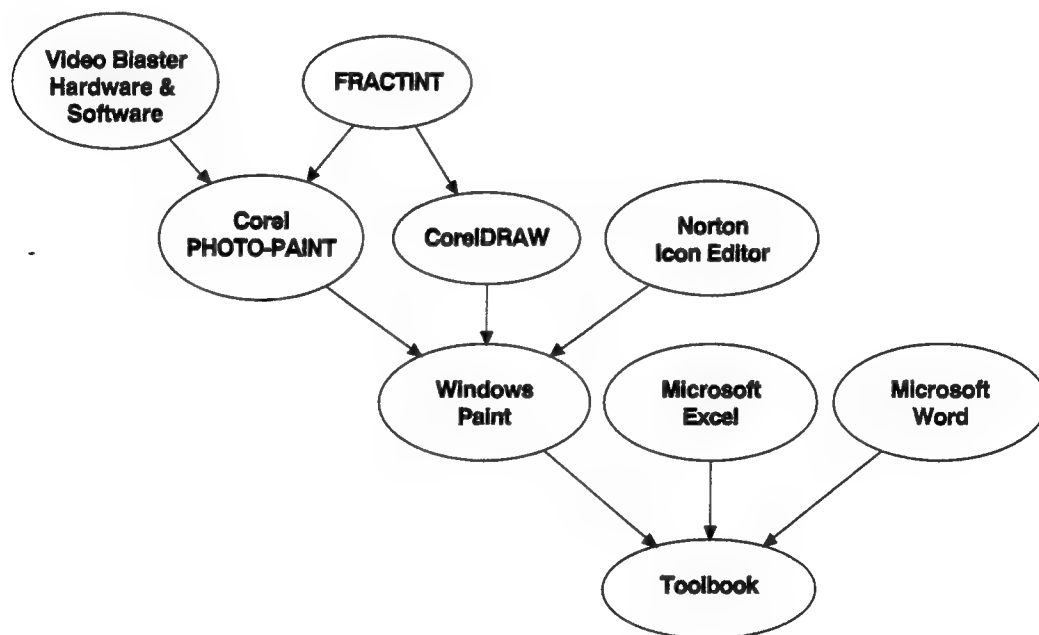 Video Blaster
Hardware &
Software
FRACTINT
Corel
PHOTO-PAINT
CorelDRAW
Norton
Icon Editor
Windows
Paint
Microsoft
Excel
Microsoft
Word
Toolbook